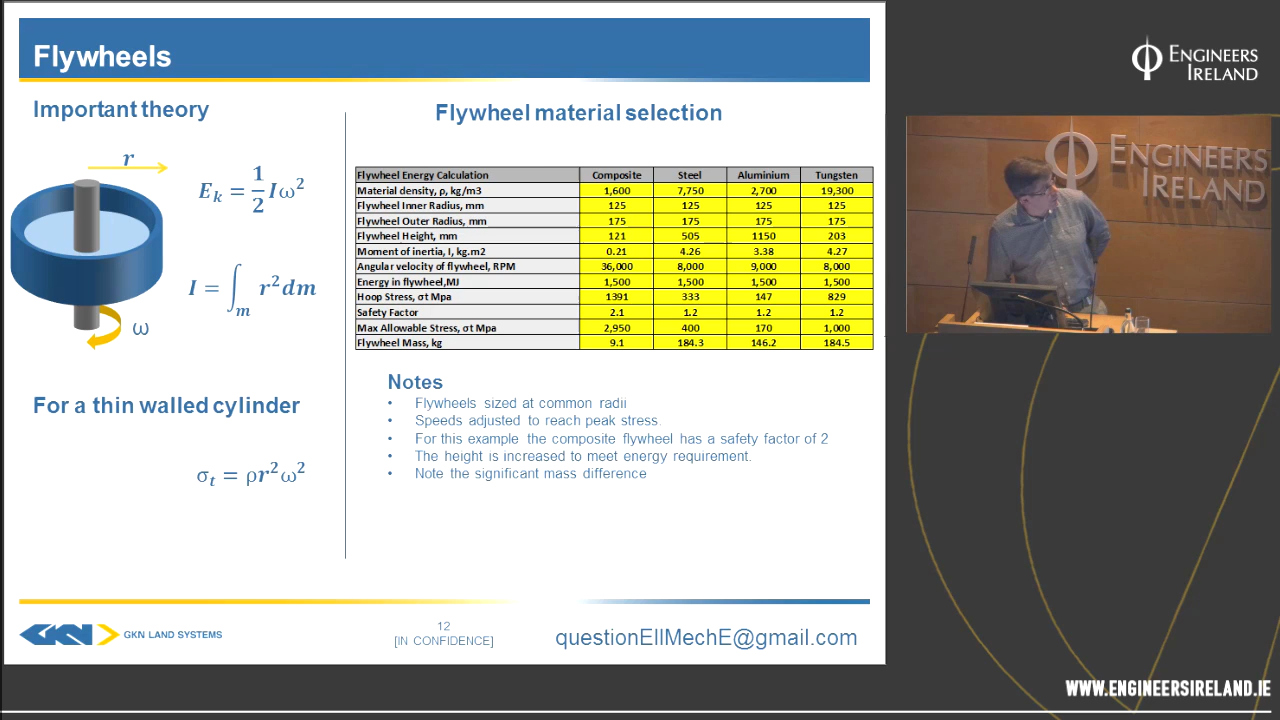 Flywheels
Important theory
r
E_k = 1/2 Iω²
I = ∫_m r²dm
ω
For a thin walled cylinder
σ_t = ρr²ω²
Flywheel material selection
Flywheel Energy Calculation Composite Steel Aluminium Tungsten
Material density, ρ, kg/m3 1,600 7,750 2,700 19,300
Flywheel Inner Radius, mm 125 125 125 125
Flywheel Outer Radius, mm 175 175 175 175
Flywheel Height, mm 121 505 1150 203
Moment of inertia, I, kg.m2 0.21 4.26 3.38 4.27
Angular velocity of flywheel, RPM 36,000 8,000 9,000 8,000
Energy in flywheel,MJ 1,500 1,500 1,500 1,500
Hoop Stress, σt Mpa 1391 333 147 829
Safety Factor 2.1 1.2 1.2 1.2
Max Allowable Stress, σt Mpa 2,950 400 170 1,000
Flywheel Mass, kg 9.1 184.3 146.2 184.5
Notes
• Flywheels sized at common radii
• Speeds adjusted to reach peak stress.
• For this example the composite flywheel has a safety factor of 2
• The height is increased to meet energy requirement.
• Note the significant mass difference
GKN GKN LAND SYSTEMS
12
[IN CONFIDENCE]
questionEIIMechE@gmail.com
ENGINEERS
IRELAND
ENGINEERS
IRELAND
WWW.ENGINEERSIRELAND.IE